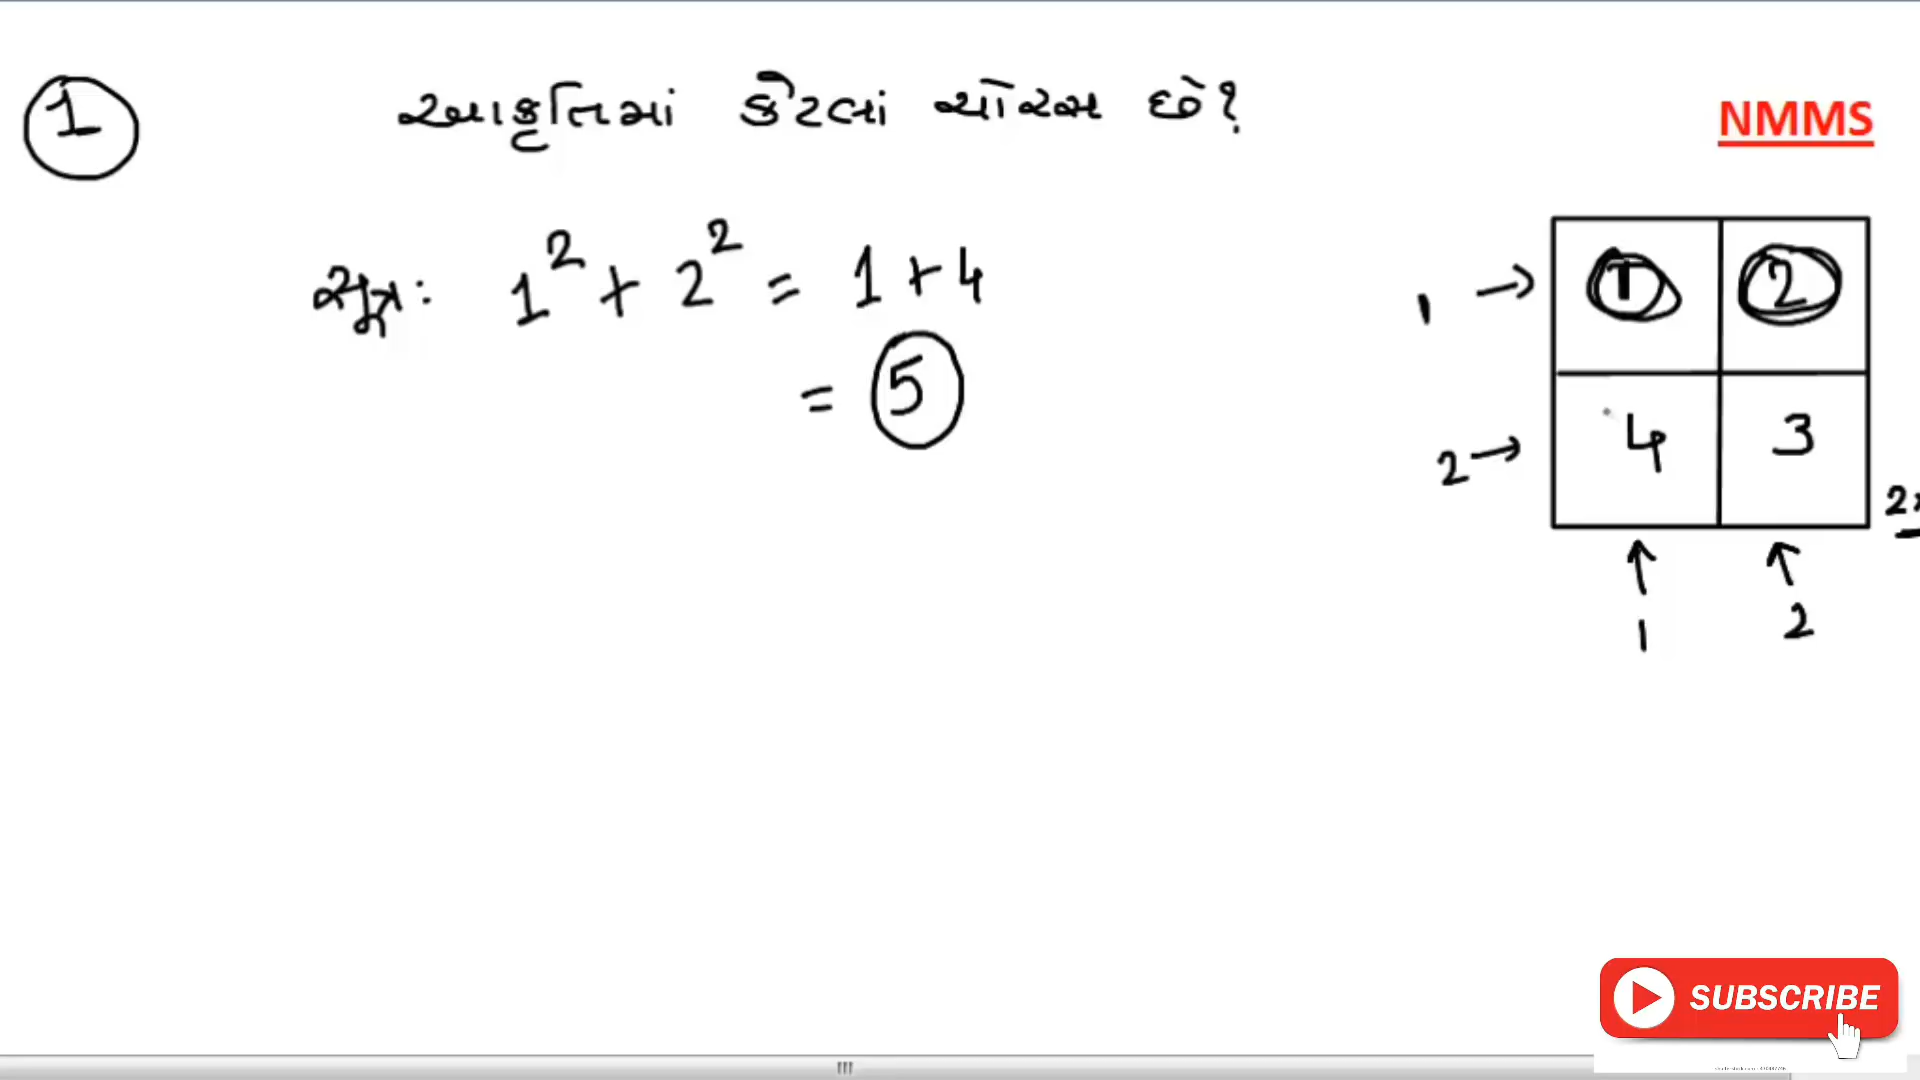 1
આકૃતિમાં કેટલાં ચોરસ છે?
NMMS
સૂત્ર: 1² + 2² = 1 + 4
= 5
1 → 1 2
2 → 4 3
↑ ↑
1 2
SUBSCRIBE